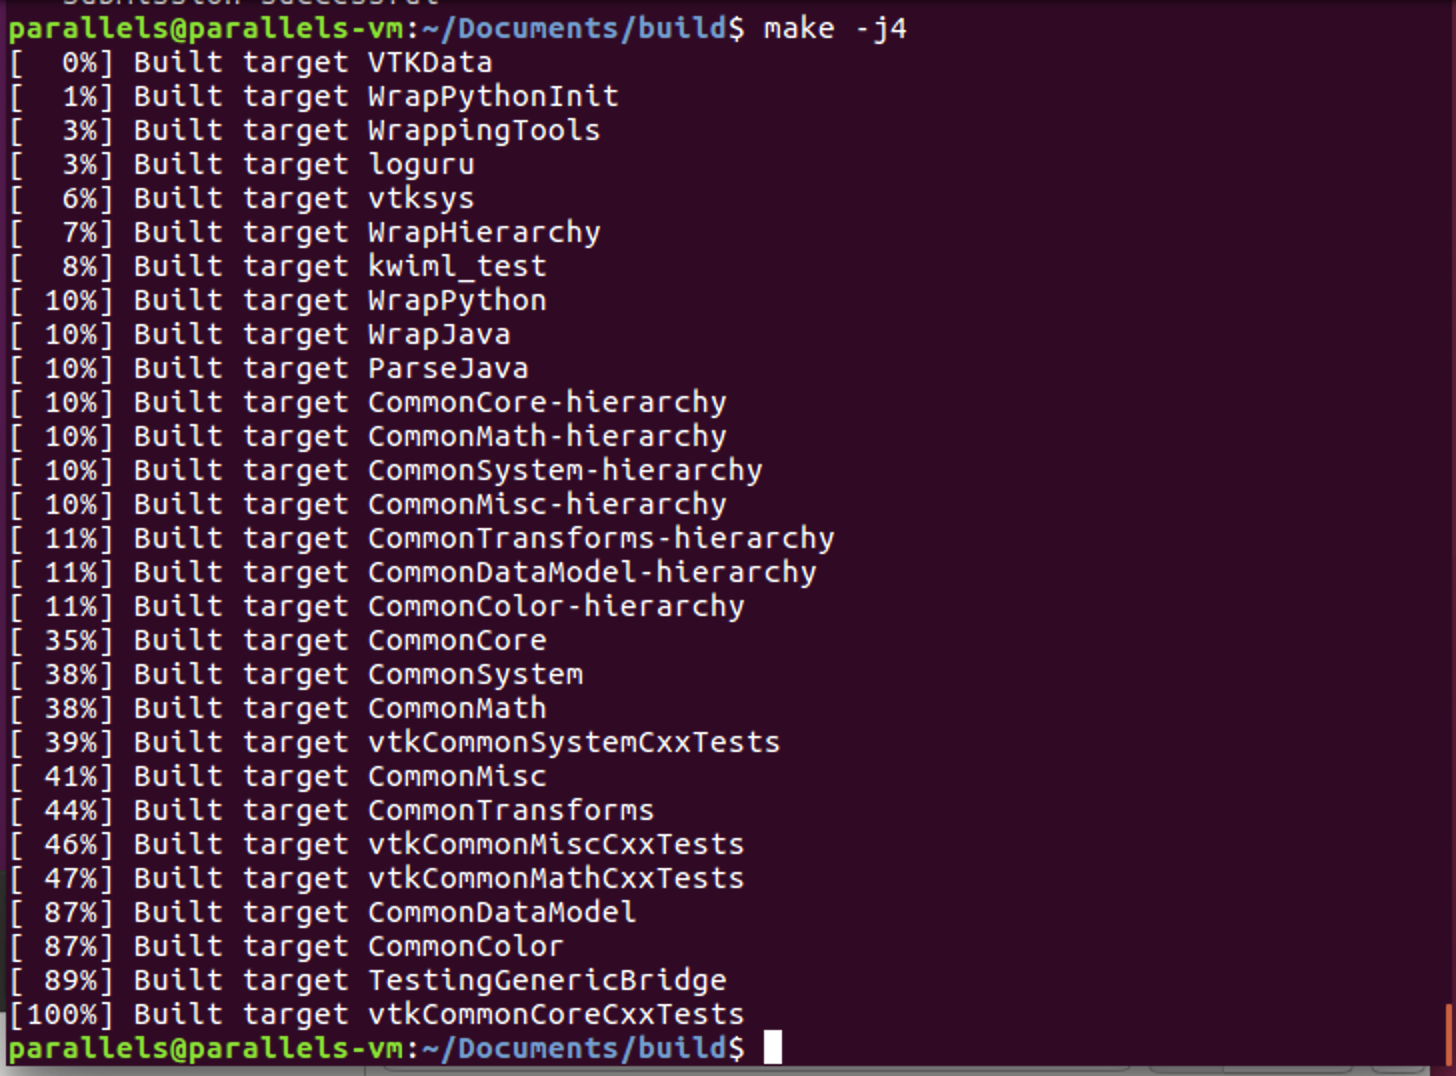 Submission successful
parallels@parallels-vm:~/Documents/build$ make -j4
[  0%] Built target VTKData
[  1%] Built target WrapPythonInit
[  3%] Built target WrappingTools
[  3%] Built target loguru
[  6%] Built target vtksys
[  7%] Built target WrapHierarchy
[  8%] Built target kwiml_test
[ 10%] Built target WrapPython
[ 10%] Built target WrapJava
[ 10%] Built target ParseJava
[ 10%] Built target CommonCore-hierarchy
[ 10%] Built target CommonMath-hierarchy
[ 10%] Built target CommonSystem-hierarchy
[ 10%] Built target CommonMisc-hierarchy
[ 11%] Built target CommonTransforms-hierarchy
[ 11%] Built target CommonDataModel-hierarchy
[ 11%] Built target CommonColor-hierarchy
[ 35%] Built target CommonCore
[ 38%] Built target CommonSystem
[ 38%] Built target CommonMath
[ 39%] Built target vtkCommonSystemCxxTests
[ 41%] Built target CommonMisc
[ 44%] Built target CommonTransforms
[ 46%] Built target vtkCommonMiscCxxTests
[ 47%] Built target vtkCommonMathCxxTests
[ 87%] Built target CommonDataModel
[ 87%] Built target CommonColor
[ 89%] Built target TestingGenericBridge
[100%] Built target vtkCommonCoreCxxTests
parallels@parallels-vm:~/Documents/build$